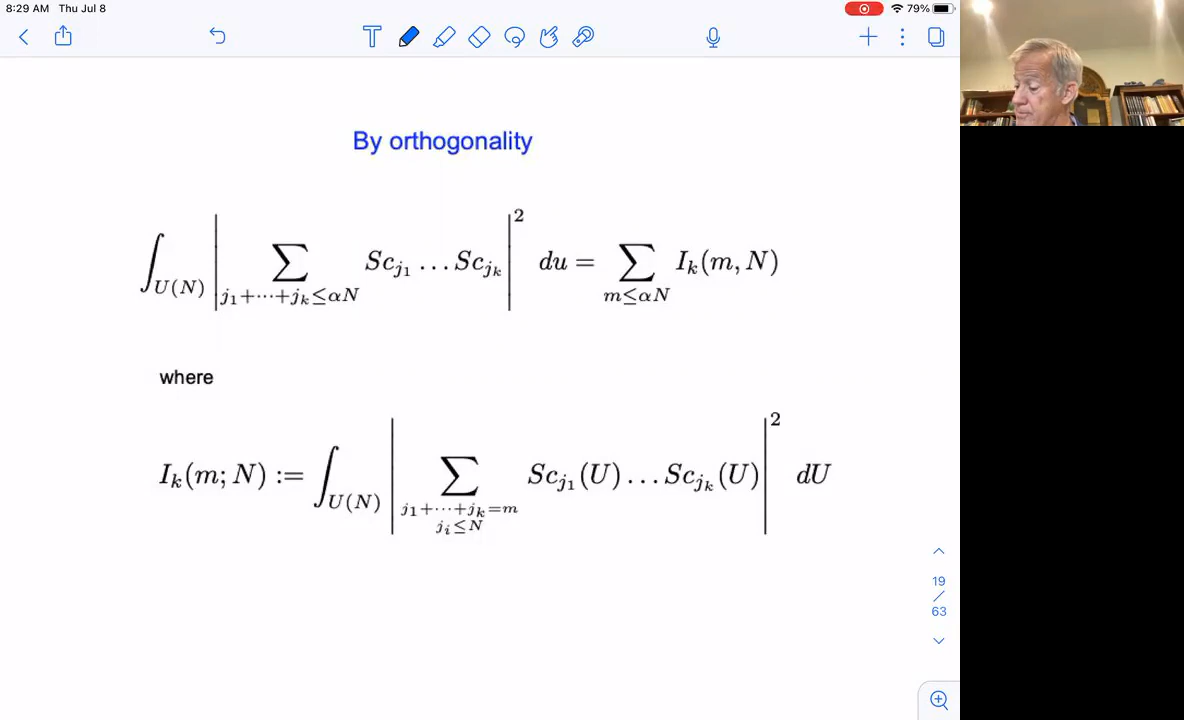 8:29 AM Thu Jul 8
79%
T
By orthogonality
∫_{U(N)} | ∑_{j_1+⋯+j_k≤αN} Sc_{j_1} … Sc_{j_k} |^2 du = ∑_{m≤αN} I_k(m, N)
where
I_k(m; N) := ∫_{U(N)} | ∑_{j_1+⋯+j_k=m, j_i≤N} Sc_{j_1}(U) … Sc_{j_k}(U) |^2 dU
19
/
63